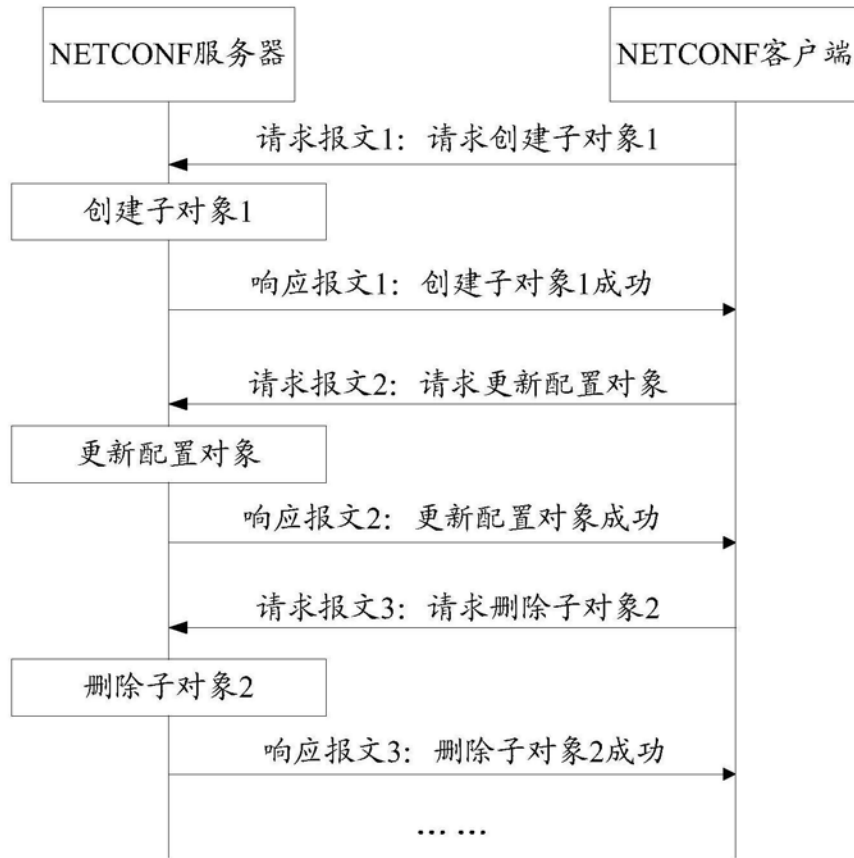 NETCONF服务器
NETCONF客户端
请求报文1：请求创建子对象1
创建子对象1
响应报文1：创建子对象1成功
请求报文2：请求更新配置对象
更新配置对象
响应报文2：更新配置对象成功
请求报文3：请求删除子对象2
删除子对象2
响应报文3：删除子对象2成功
… …